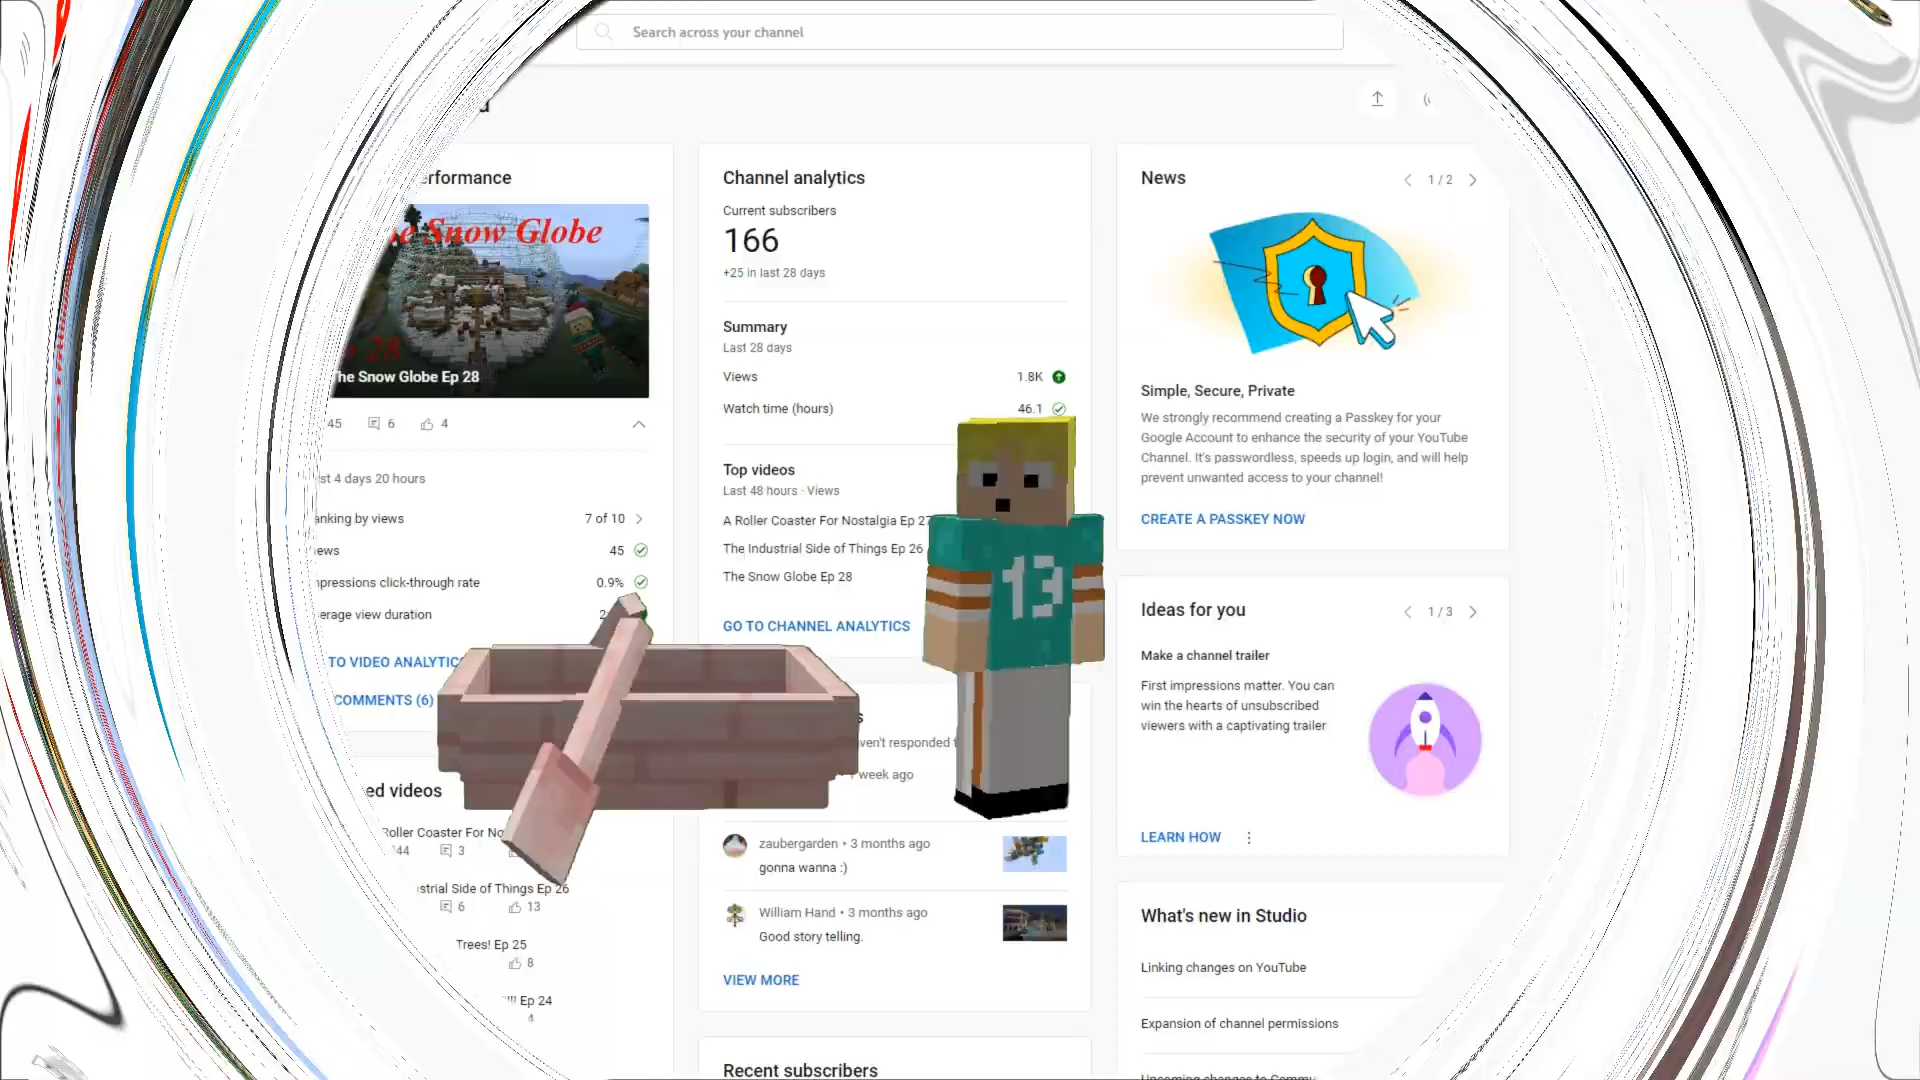 Search across your channel
erformance
e Snow Globe
28
The Snow Globe Ep 28
45 6 4
st 4 days 20 hours
anking by views 7 of 10
ews 45
npressions click-through rate 0.9%
erage view duration 2
TO VIDEO ANALYTIC
COMMENTS (6)
ed videos
Roller Coaster For No
44 3
strial Side of Things Ep 26
6 13
Trees! Ep 25
8
!!! Ep 24
4
Channel analytics
Current subscribers
166
+25 in last 28 days
Summary
Last 28 days
Views 1.8K
Watch time (hours) 46.1
Top videos
Last 48 hours · Views
A Roller Coaster For Nostalgia Ep 27
The Industrial Side of Things Ep 26
The Snow Globe Ep 28
GO TO CHANNEL ANALYTICS
13
s
ven't responded
week ago
zaubergarden • 3 months ago
gonna wanna :)
William Hand • 3 months ago
Good story telling.
VIEW MORE
Recent subscribers
News
1 / 2
Simple, Secure, Private
We strongly recommend creating a Passkey for your
Google Account to enhance the security of your YouTube
Channel. It's passwordless, speeds up login, and will help
prevent unwanted access to your channel!
CREATE A PASSKEY NOW
Ideas for you
1 / 3
Make a channel trailer
First impressions matter. You can
win the hearts of unsubscribed
viewers with a captivating trailer
LEARN HOW
What's new in Studio
Linking changes on YouTube
Expansion of channel permissions
Upcoming changes to Commu